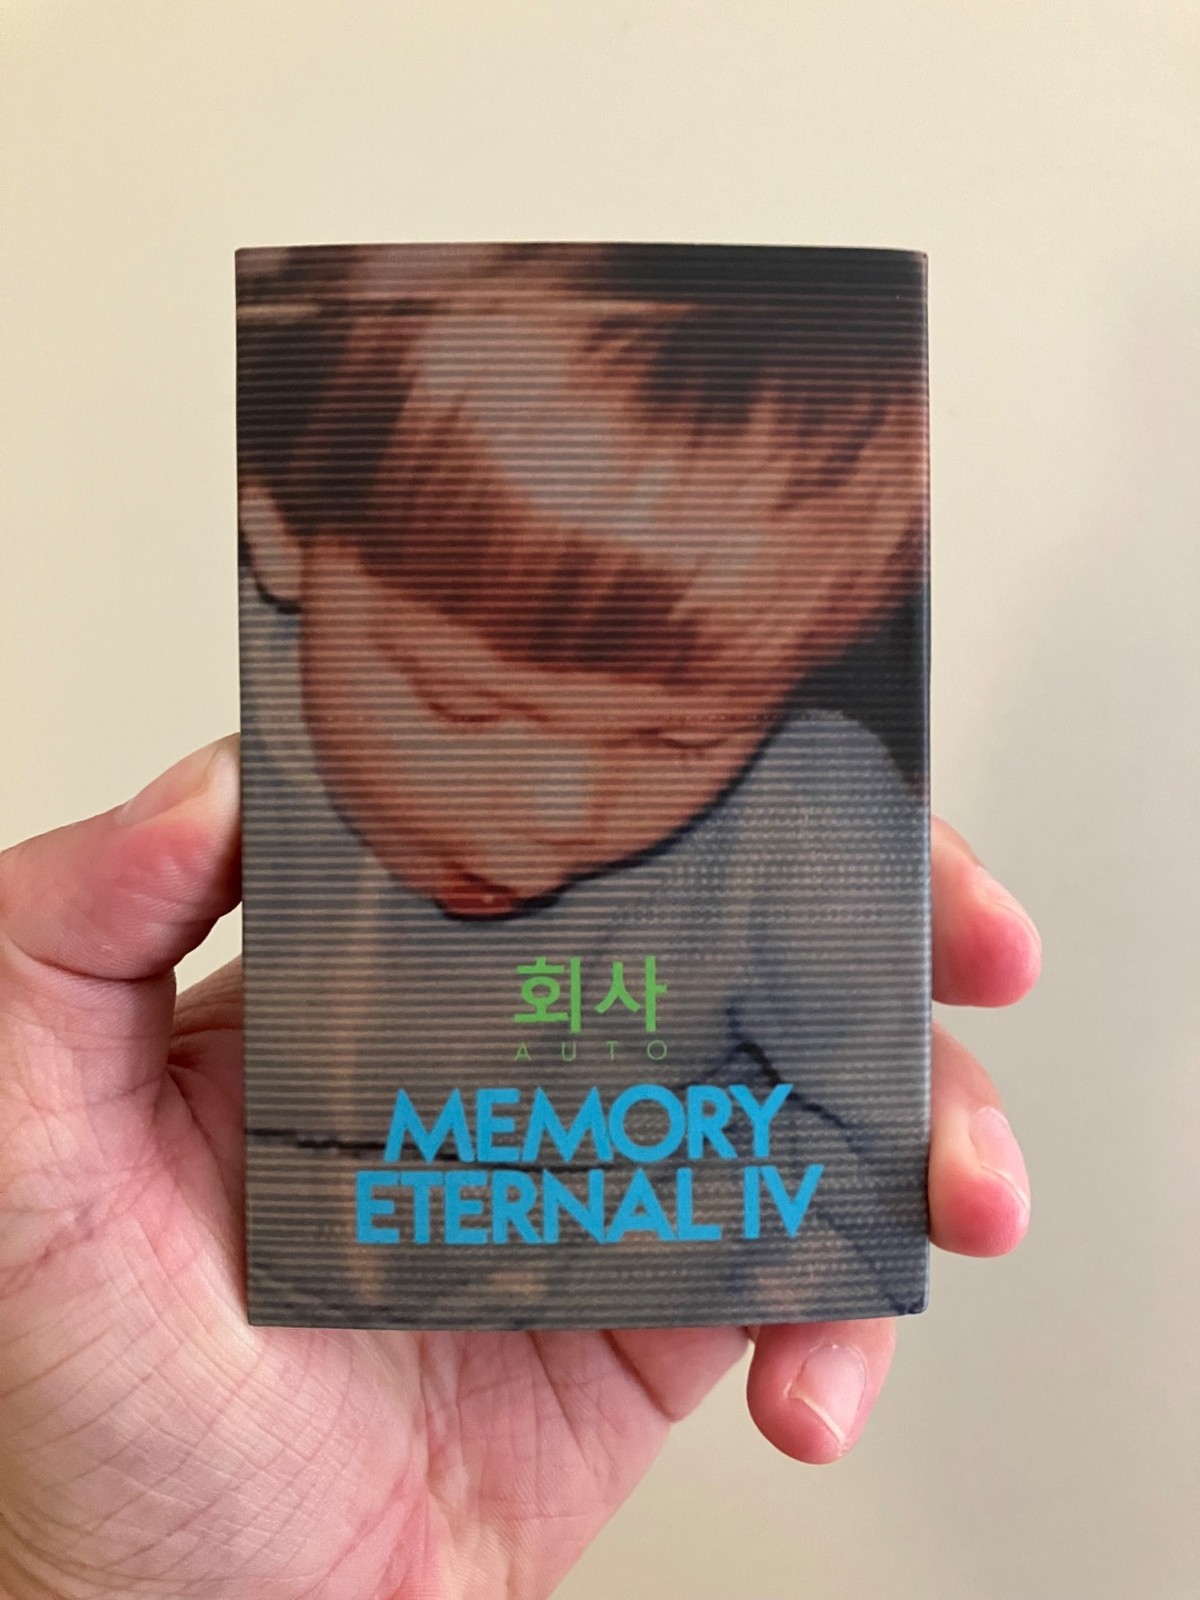 회사
AUTO
MEMORY
ETERNAL IV